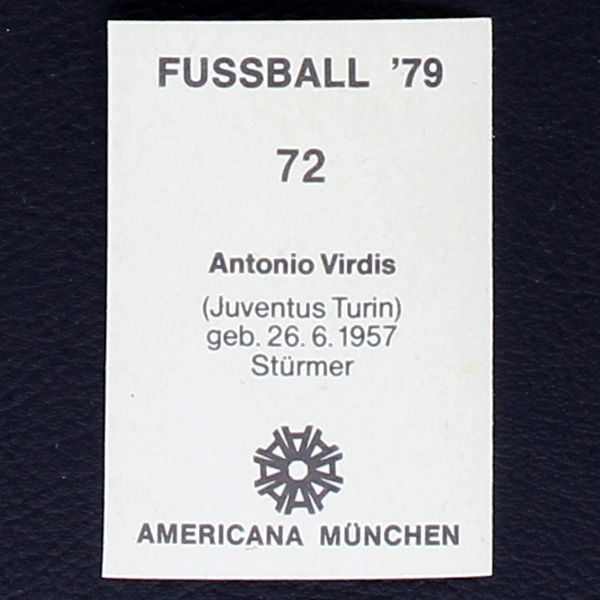 FUSSBALL '79
72
Antonio Virdis
(Juventus Turin)
geb. 26. 6. 1957
Stürmer
AMERICANA MÜNCHEN